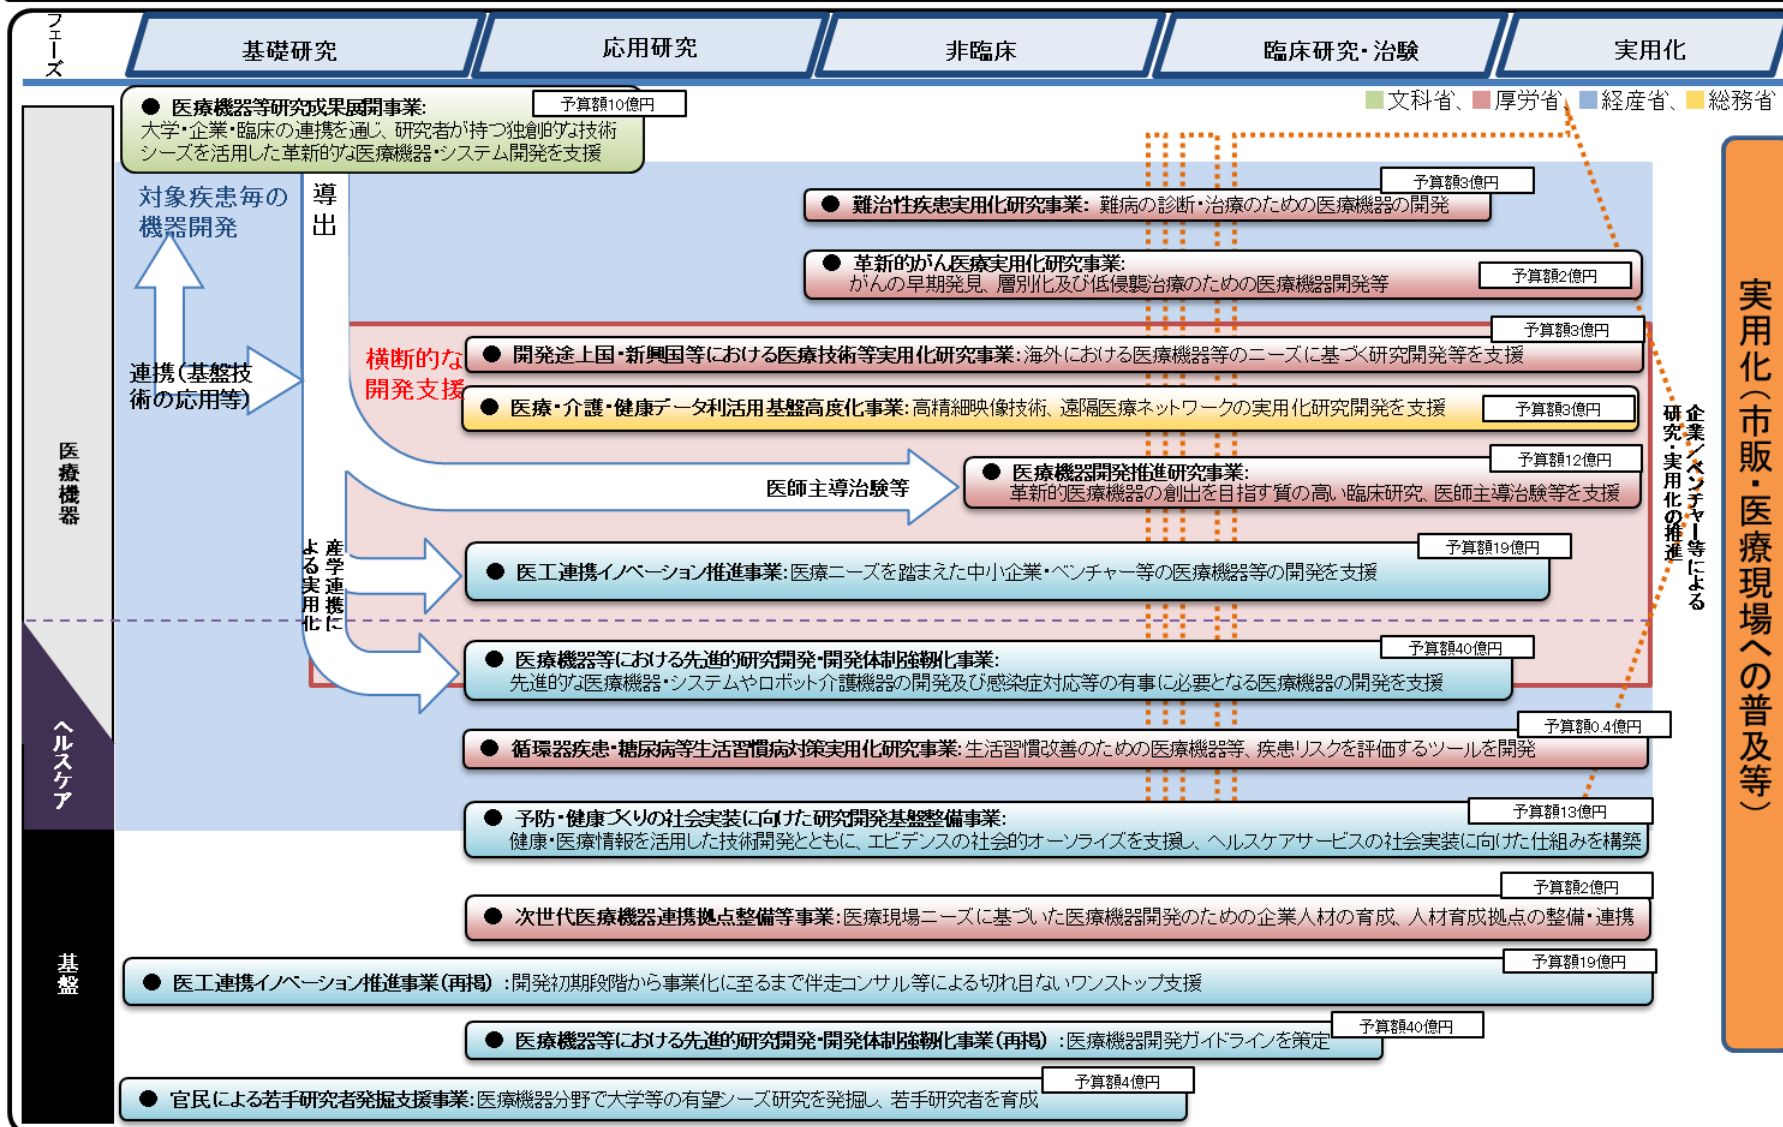 フェーズ
基礎研究
応用研究
非臨床
臨床研究・治験
実用化
■文科省、■厚労省、■経産省、■総務省
● 医療機器等研究成果展開事業:
予算額10億円
大学・企業・臨床の連携を通じ、研究者が持つ独創的な技術
シーズを活用した革新的な医療機器・システム開発を支援
対象疾患毎の
機器開発
導出
予算額3億円
● 難治性疾患実用化研究事業: 難病の診断・治療のための医療機器の開発
● 革新的がん医療実用化研究事業:
がんの早期発見、層別化及び低侵襲治療のための医療機器開発等
予算額2億円
連携(基盤技
術の応用等)
横断的な
開発支援
予算額3億円
● 開発途上国・新興国等における医療技術等実用化研究事業:海外における医療機器等のニーズに基づく研究開発等を支援
● 医療・介護・健康データ利活用基盤高度化事業:高精細映像技術、遠隔医療ネットワークの実用化研究開発を支援
予算額3億円
医師主導治験等
予算額12億円
● 医療機器開発推進研究事業:
革新的医療機器の創出を目指す質の高い臨床研究、医師主導治験等を支援
産学連携に
よる実用化
予算額19億円
● 医工連携イノベーション推進事業:医療ニーズを踏まえた中小企業・ベンチャー等の医療機器等の開発を支援
予算額40億円
● 医療機器等における先進的研究開発・開発体制強靱化事業:
先進的な医療機器・システムやロボット介護機器の開発及び感染症対応等の有事に必要となる医療機器の開発を支援
予算額0.4億円
● 循環器疾患・糖尿病等生活習慣病対策実用化研究事業:生活習慣改善のための医療機器等、疾患リスクを評価するツールを開発
予算額13億円
● 予防・健康づくりの社会実装に向けた研究開発基盤整備事業:
健康・医療情報を活用した技術開発とともに、エビデンスの社会的オーソライズを支援し、ヘルスケアサービスの社会実装に向けた仕組みを構築
予算額2億円
● 次世代医療機器連携拠点整備等事業:医療現場ニーズに基づいた医療機器開発のための企業人材の育成、人材育成拠点の整備・連携
予算額19億円
● 医工連携イノベーション推進事業(再掲):開発初期段階から事業化に至るまで伴走コンサル等による切れ目ないワンストップ支援
予算額40億円
● 医療機器等における先進的研究開発・開発体制強靱化事業(再掲):医療機器開発ガイドラインを策定
予算額4億円
● 官民による若手研究者発掘支援事業:医療機器分野で大学等の有望シーズ研究を発掘し、若手研究者を育成
医療機器
ヘルスケア
基盤
企業/ベンチャー等による
研究・実用化の推進
実用化(市販・医療現場への普及等)